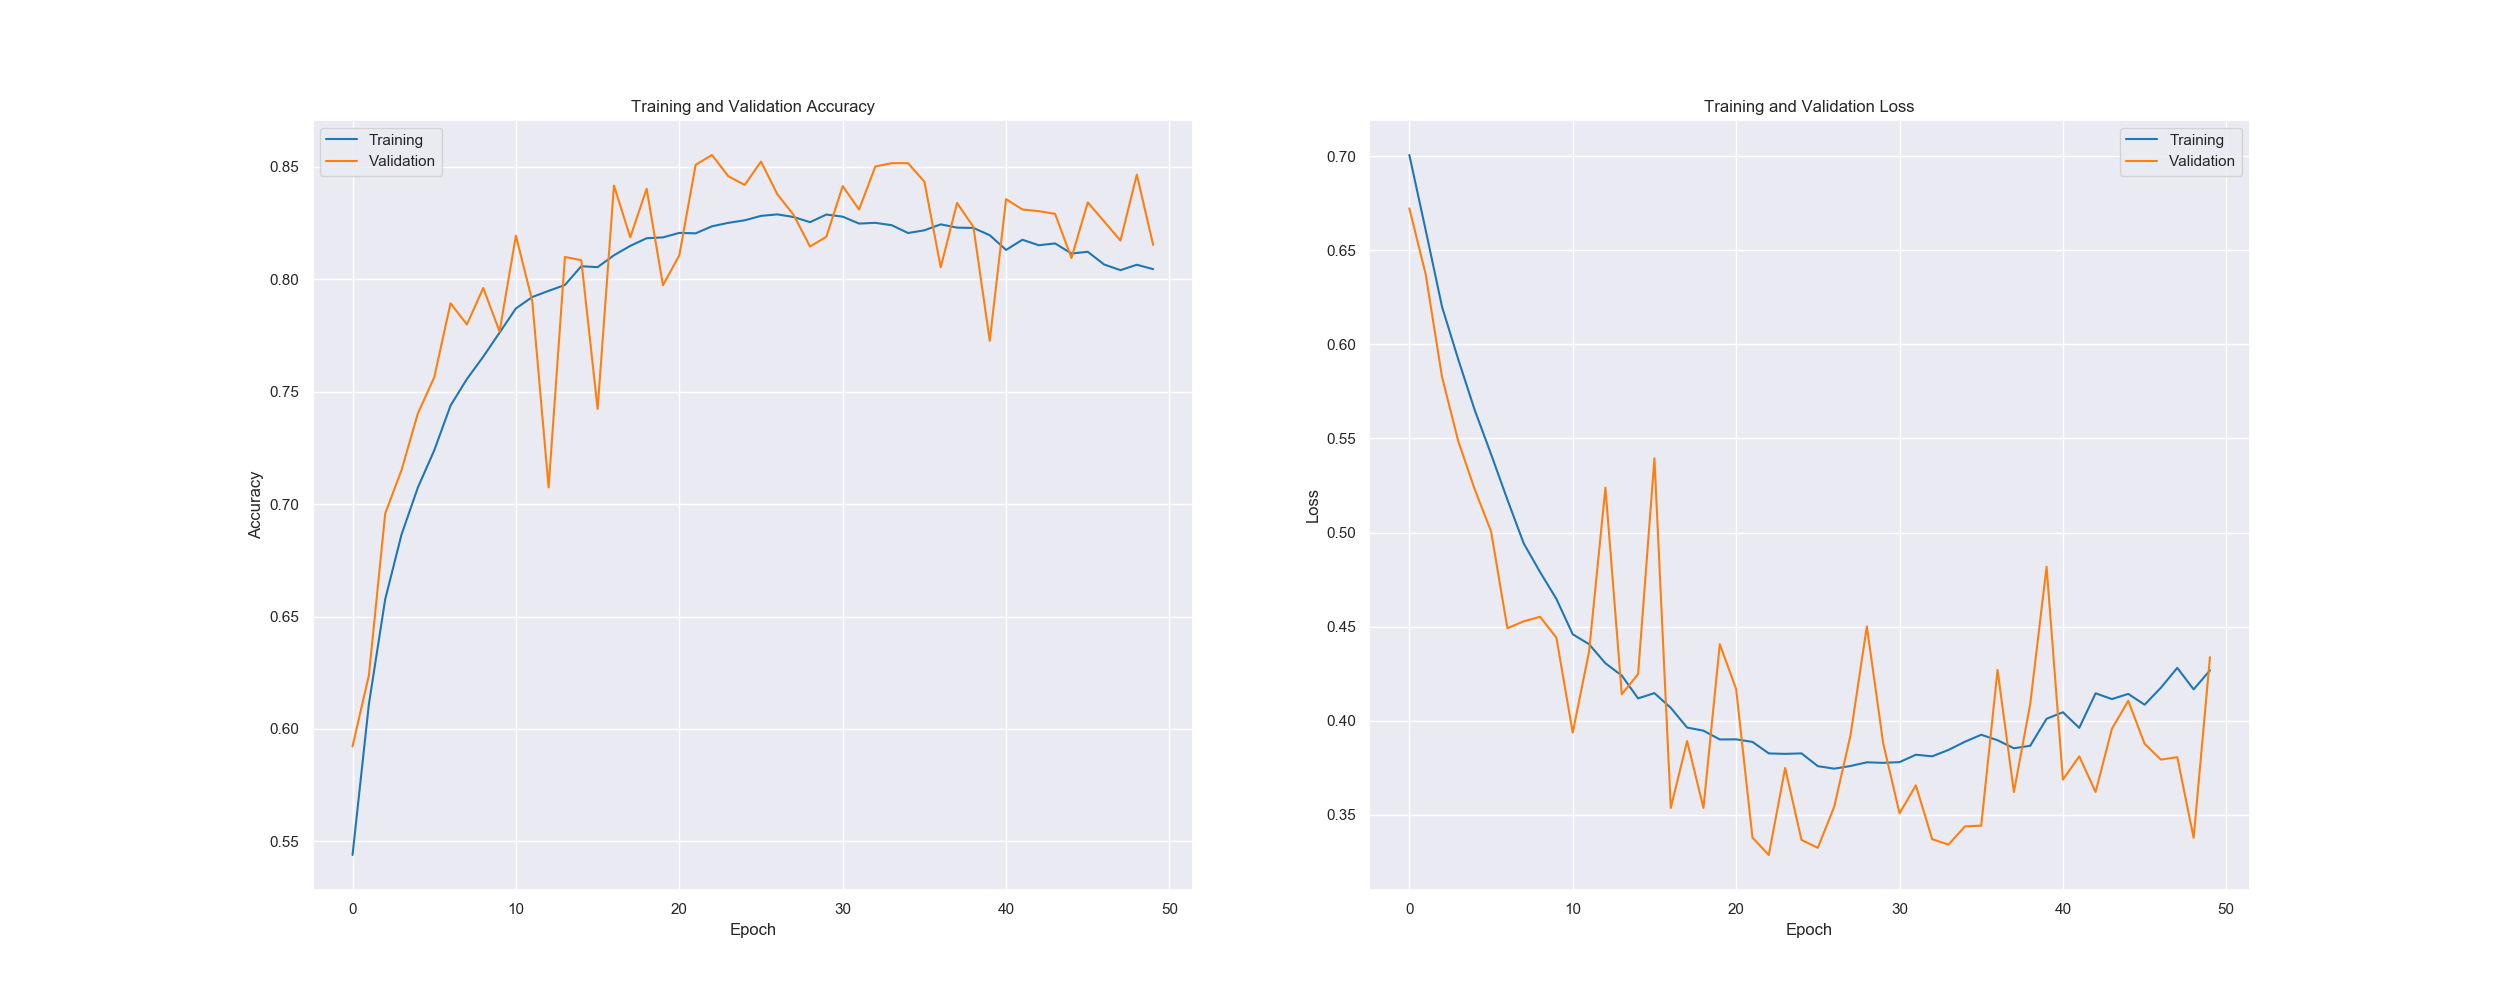 Training and Validation Accuracy
Training
Validation
0.85
0.80
0.75
0.70
0.65
0.60
0.55
Accuracy
0 10 20 30 40 50
Epoch
Training and Validation Loss
Training
Validation
0.70
0.65
0.60
0.55
0.50
0.45
0.40
0.35
Loss
0 10 20 30 40 50
Epoch